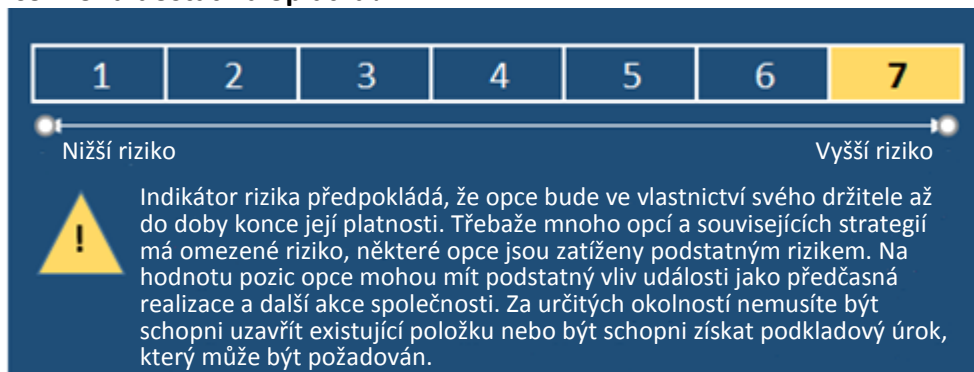 1 2 3 4 5 6 7
Nižší riziko Vyšší riziko
Indikátor rizika předpokládá, že opce bude ve vlastnictví svého držitele až
do doby konce její platnosti. Třebaže mnoho opcí a souvisejících strategií
! má omezené riziko, některé opce jsou zatíženy podstatným rizikem. Na
hodnotu pozic opce mohou mít podstatný vliv události jako předčasná
realizace a další akce společnosti. Za určitých okolností nemusíte být
schopni uzavřít existující položku nebo být schopni získat podkladový úrok,
který může být požadován.